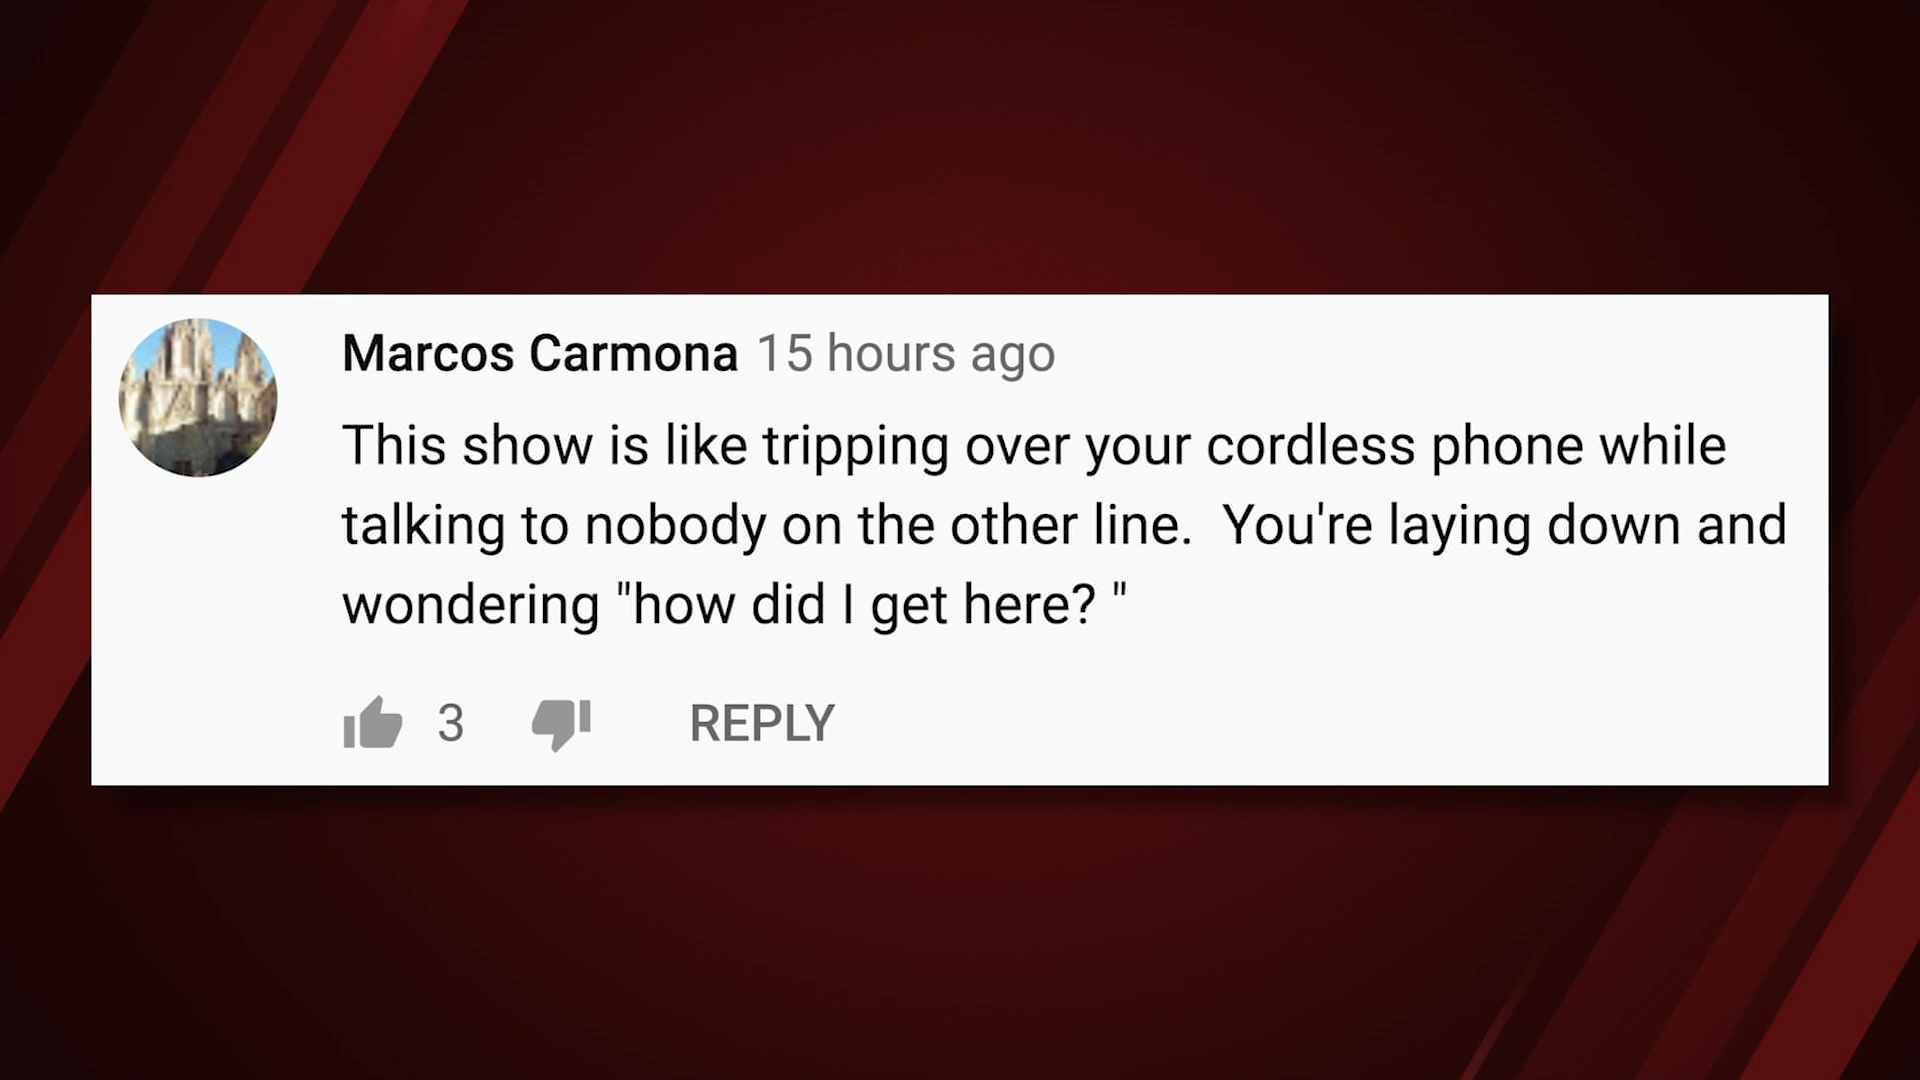 Marcos Carmona 15 hours ago
This show is like tripping over your cordless phone while
talking to nobody on the other line.  You're laying down and
wondering "how did I get here? "
3 REPLY